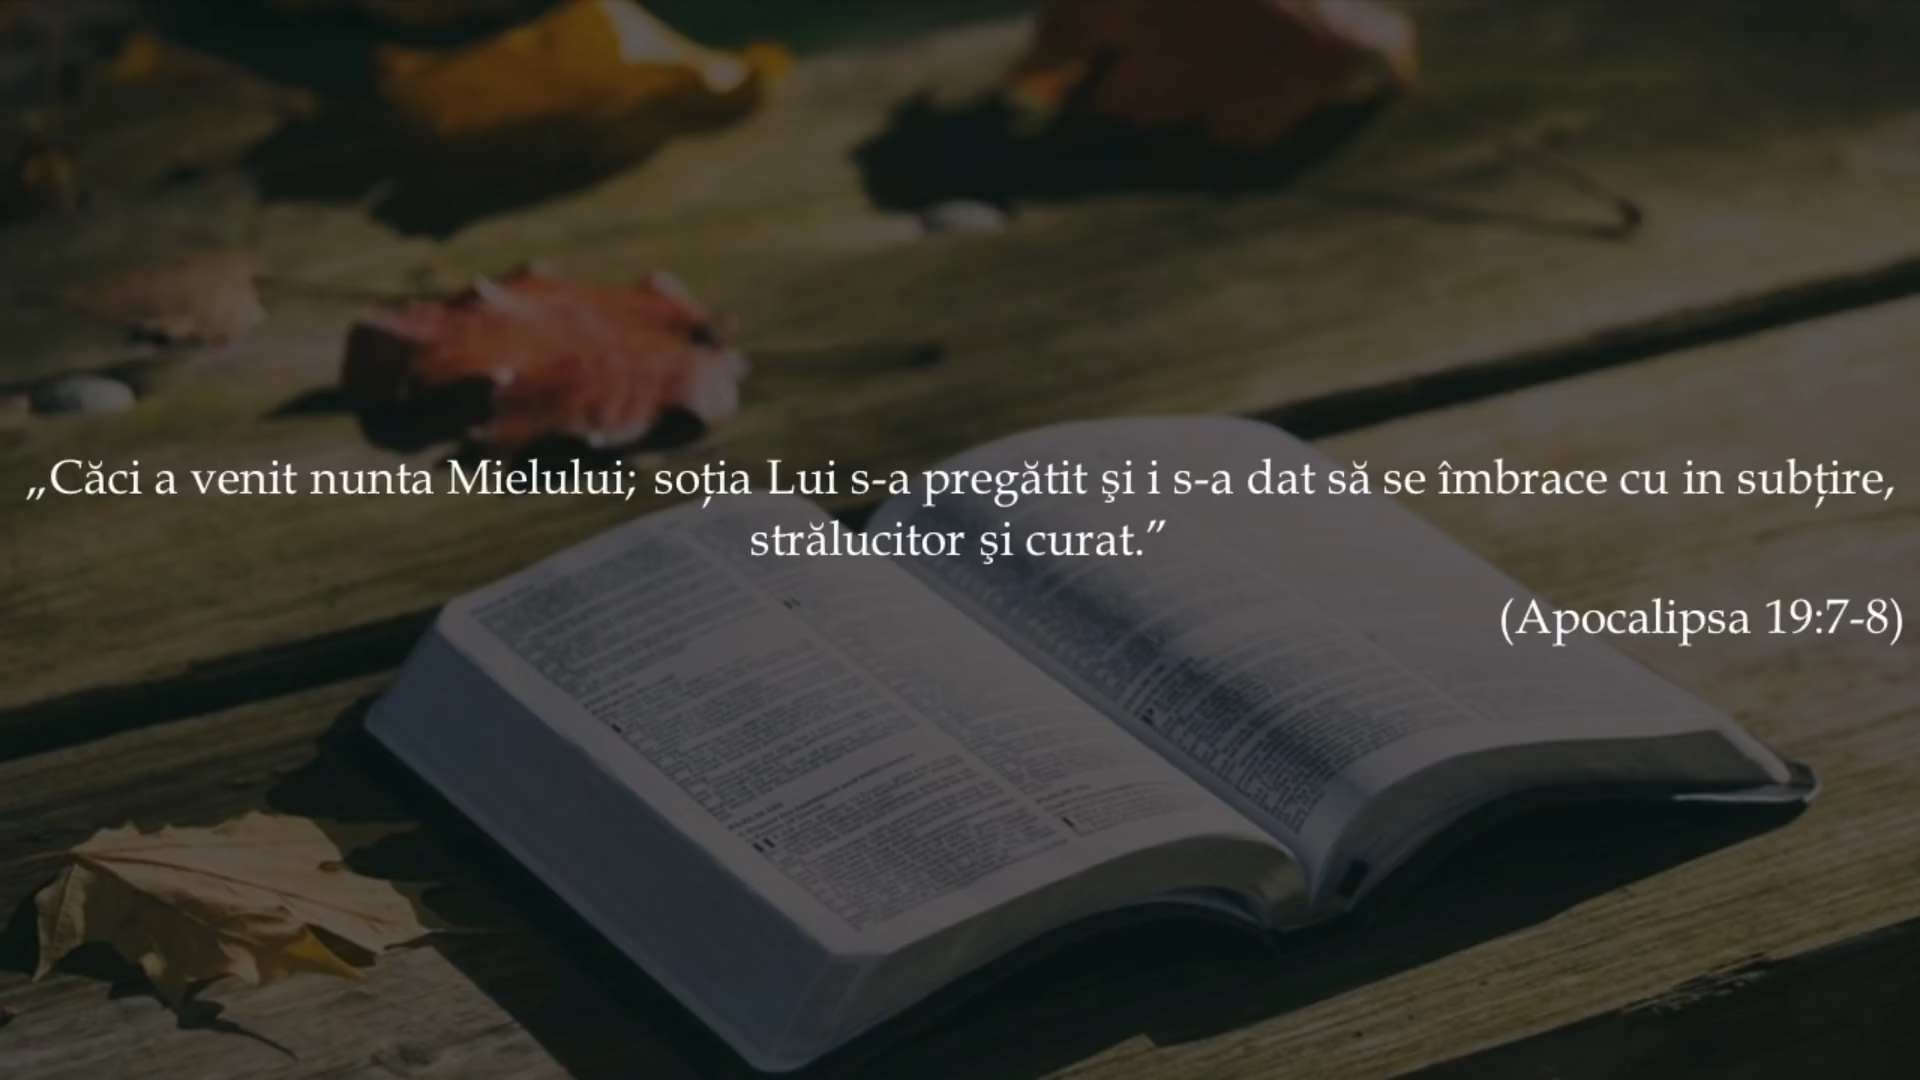 „Căci a venit nunta Mielului; soția Lui s-a pregătit şi i s-a dat să se îmbrace cu in subțire,
strălucitor şi curat.”
(Apocalipsa 19:7-8)